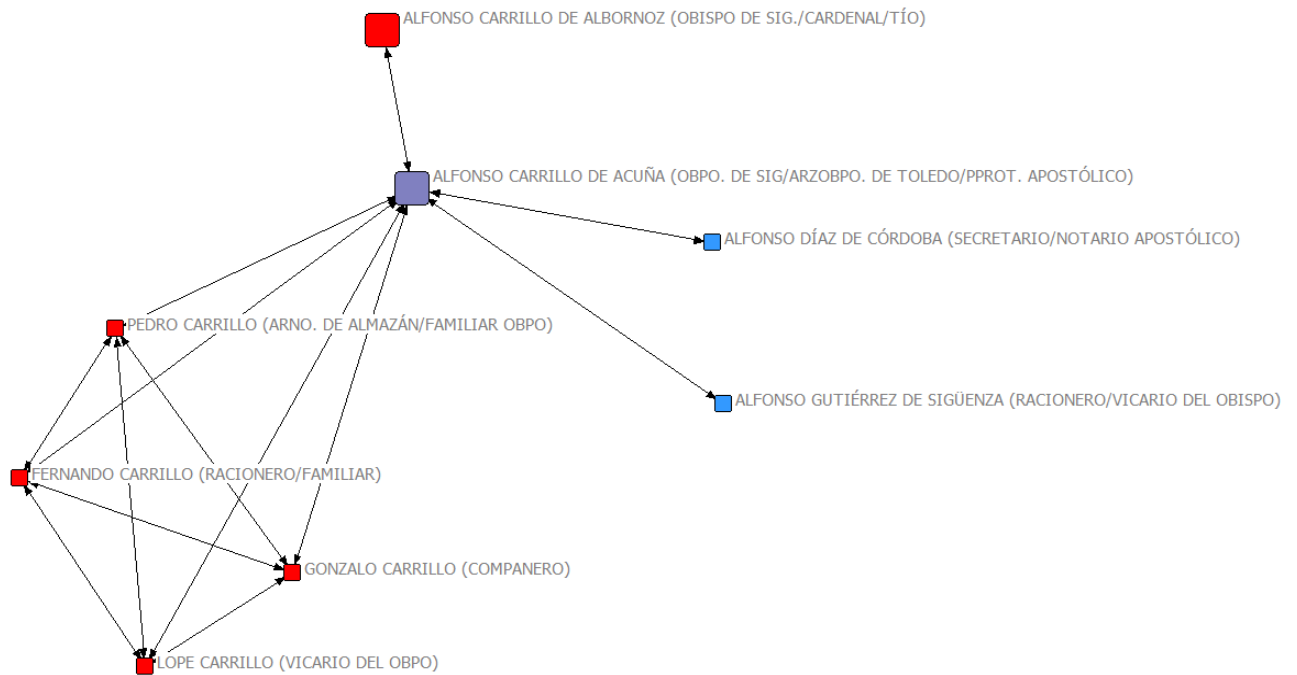 ALFONSO CARRILLO DE ALBORNOZ (OBISPO DE SIG./CARDENAL/TÍO)
ALFONSO CARRILLO DE ACUÑA (OBPO. DE SIG/ARZOBPO. DE TOLEDO/PPROT. APOSTÓLICO)
ALFONSO DÍAZ DE CÓRDOBA (SECRETARIO/NOTARIO APOSTÓLICO)
PEDRO CARRILLO (ARNO. DE ALMAZÁN/FAMILIAR OBPO)
ALFONSO GUTIÉRREZ DE SIGÜENZA (RACIONERO/VICARIO DEL OBISPO)
FERNANDO CARRILLO (RACIONERO/FAMILIAR)
GONZALO CARRILLO (COMPANERO)
LOPE CARRILLO (VICARIO DEL OBPO)